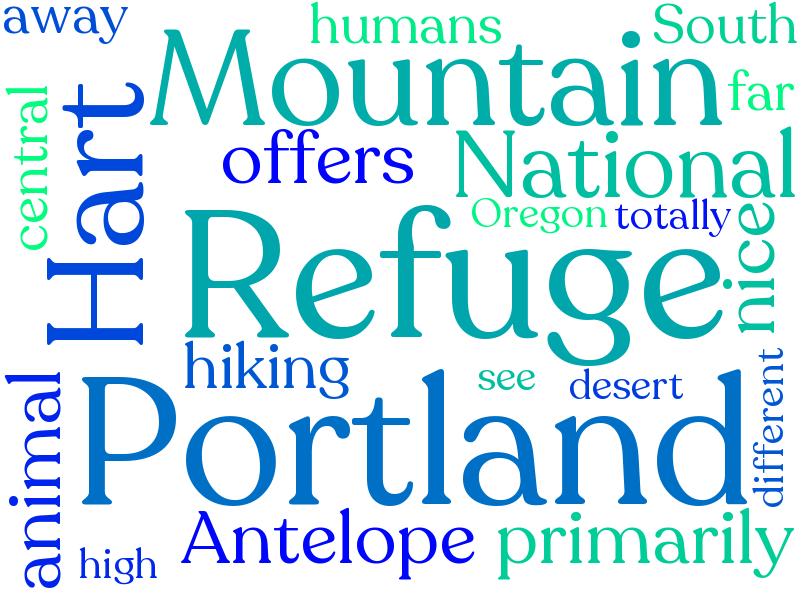 away
humans
South
Mountain
far
central
Hart
offers
National
Oregon
totally
nice
Refuge
hiking
see
desert
different
animal
Portland
Antelope
primarily
high